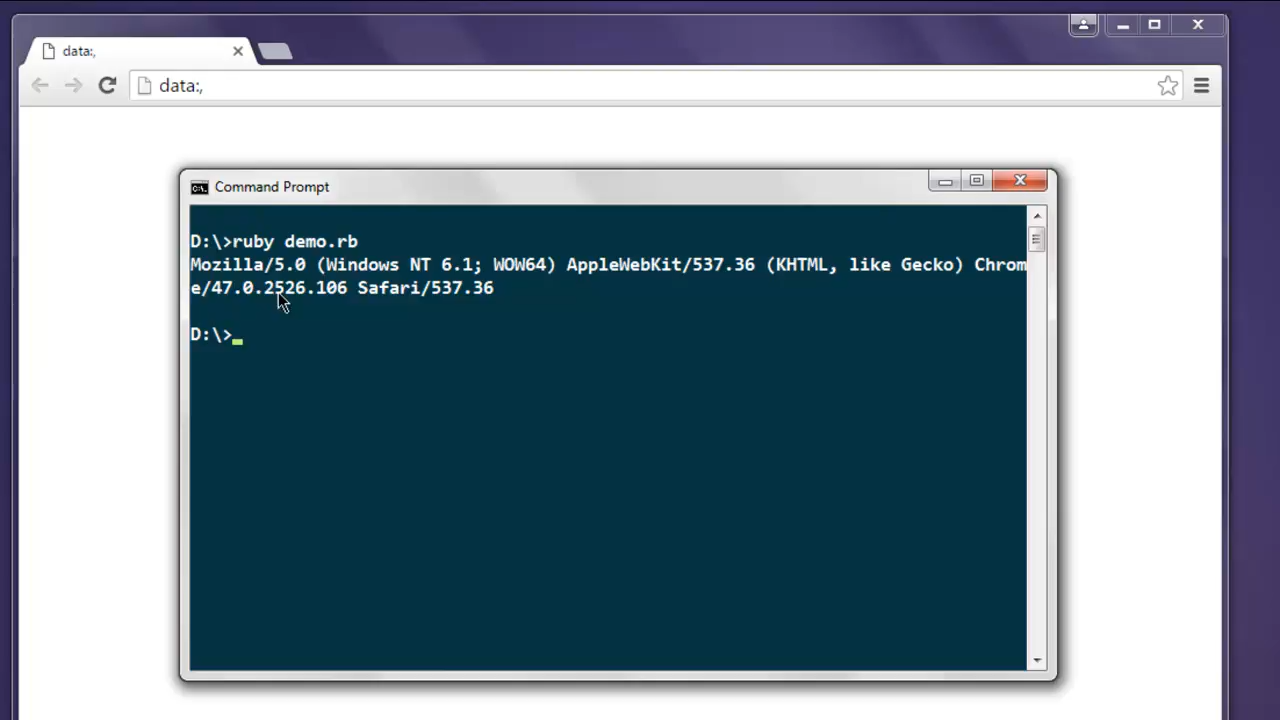 data:,
data:,
Command Prompt
D:\>ruby demo.rb
Mozilla/5.0 (Windows NT 6.1; WOW64) AppleWebKit/537.36 (KHTML, like Gecko) Chrom
e/47.0.2526.106 Safari/537.36
D:\>